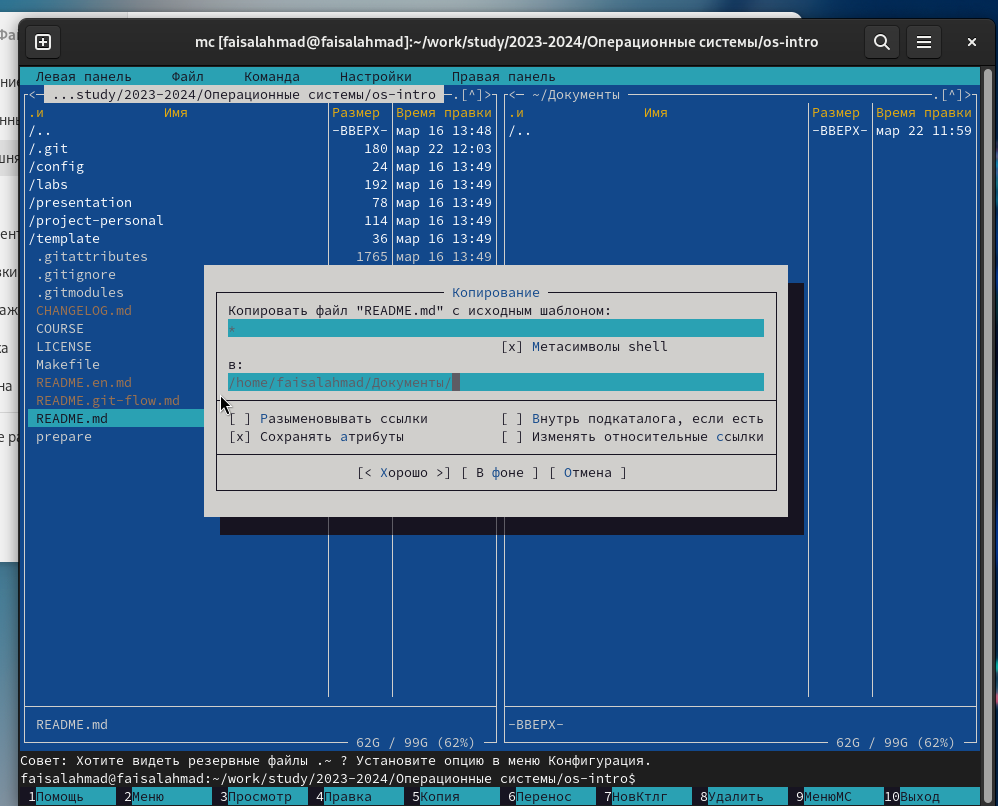 mc [faisalahmad@faisalahmad]:~/work/study/2023-2024/Операционные системы/os-intro
Левая панель Файл Команда Настройки Правая панель
<─ ...study/2023-2024/Операционные системы/os-intro ─.[^]>
<─ ~/Документы ─.[^]>
.и Имя Размер Время правки
.и Имя Размер Время правки
/.. -ВВЕРХ- мар 16 13:48
/.. -ВВЕРХ- мар 22 11:59
/.git 180 мар 22 12:03
/config 24 мар 16 13:49
/labs 192 мар 16 13:49
/presentation 78 мар 16 13:49
/project-personal 114 мар 16 13:49
/template 36 мар 16 13:49
.gitattributes 1765 мар 16 13:49
.gitignore
.gitmodules
CHANGELOG.md
COURSE
LICENSE
Makefile
README.en.md
README.git-flow.md
README.md
prepare
Копирование
Копировать файл "README.md" с исходным шаблоном:
*
[x] Метасимволы shell
в:
/home/faisalahmad/Документы/
[ ] Разыменовывать ссылки [ ] Внутрь подкаталога, если есть
[x] Сохранять атрибуты [ ] Изменять относительные ссылки
[< Хорошо >] [ В фоне ] [ Отмена ]
README.md
-ВВЕРХ-
62G / 99G (62%)
62G / 99G (62%)
Совет: Хотите видеть резервные файлы .~ ? Установите опцию в меню Конфигурация.
faisalahmad@faisalahmad:~/work/study/2023-2024/Операционные системы/os-intro$
1Помощь 2Меню 3Просмотр 4Правка 5Копия 6Перенос 7НовКтлг 8Удалить 9МенюМС 10Выход